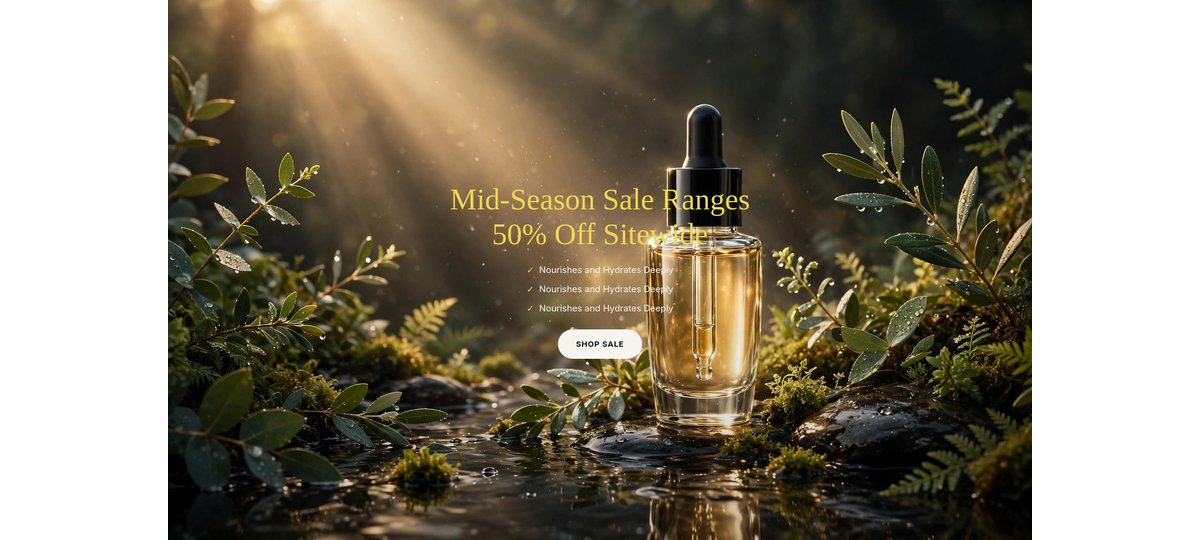 Mid-Season Sale Ranges
50% Off Sitewide
✓ Nourishes and Hydrates Deeply
✓ Nourishes and Hydrates Deeply
✓ Nourishes and Hydrates Deeply
SHOP SALE